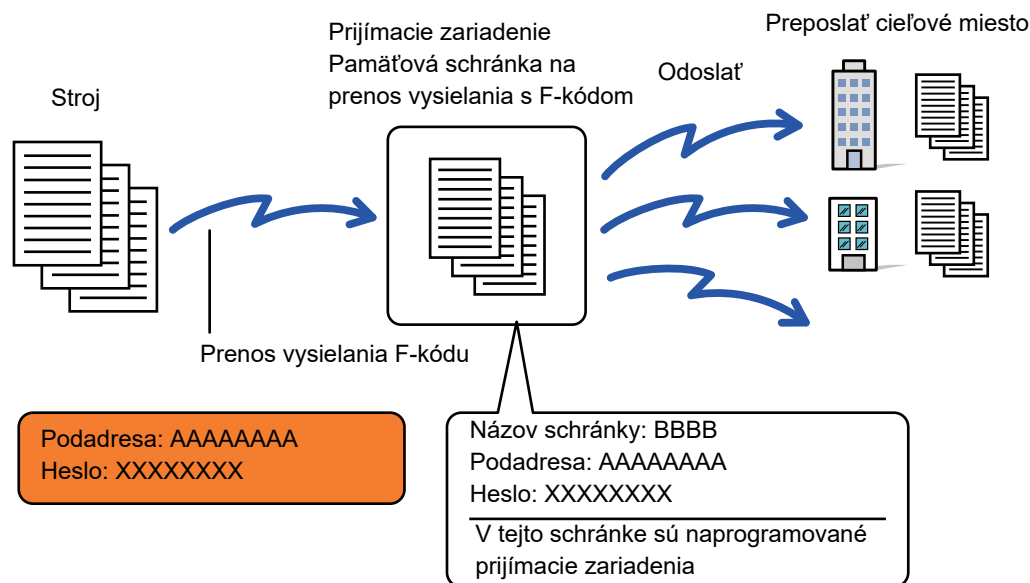 Stroj
Prijímacie zariadenie
Pamäťová schránka na
prenos vysielania s F-kódom
Odoslať
Preposlať cieľové miesto
Prenos vysielania F-kódu
Podadresa: AAAAAAAA
Heslo: XXXXXXXX
Názov schránky: BBBB
Podadresa: AAAAAAAA
Heslo: XXXXXXXX
V tejto schránke sú naprogramované
prijímacie zariadenia